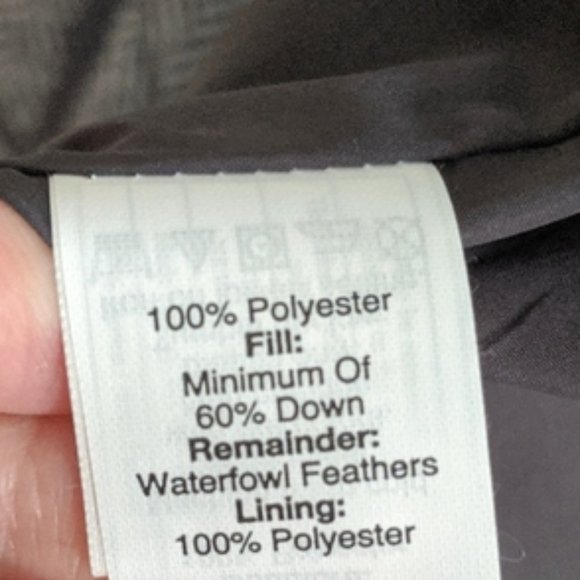 100% Polyester
Fill:
Minimum Of
60% Down
Remainder:
Waterfowl Feathers
Lining:
100% Polyester